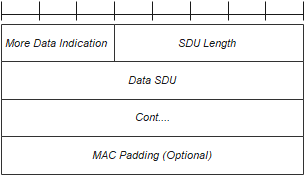 More Data Indication
SDU Length
Data SDU
Cont....
MAC Padding (Optional)